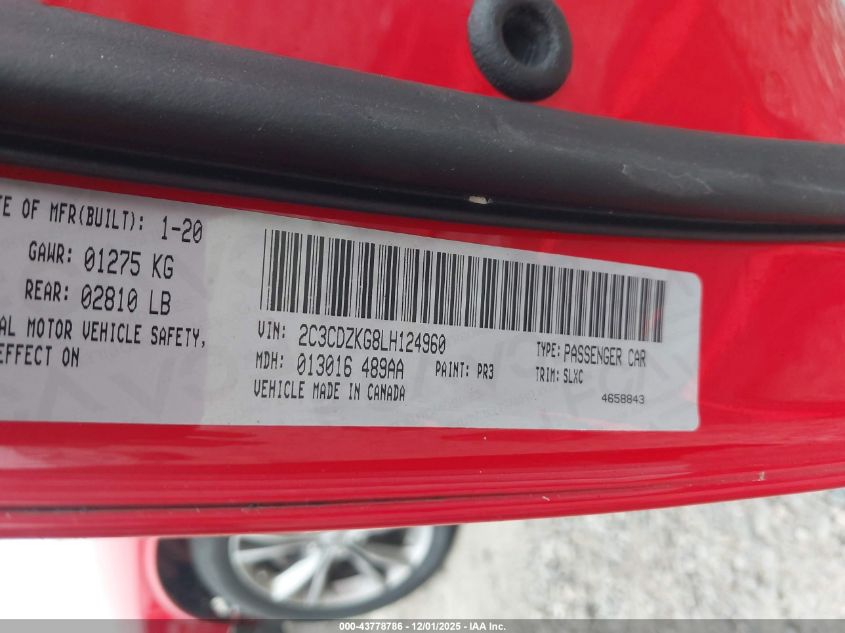 TE OF MFR(BUILT): 1-20
GAWR: 01275 KG
REAR: 02810 LB
AL MOTOR VEHICLE SAFETY,
EFFECT ON
VIN: 2C3CDZKG8LH124960
TYPE: PASSENGER CAR
MDH: 013016 489AA PAINT: PR3 TRIM: SLXC
VEHICLE MADE IN CANADA
4658843
000-43778786 - 12/01/2025 - IAA Inc.